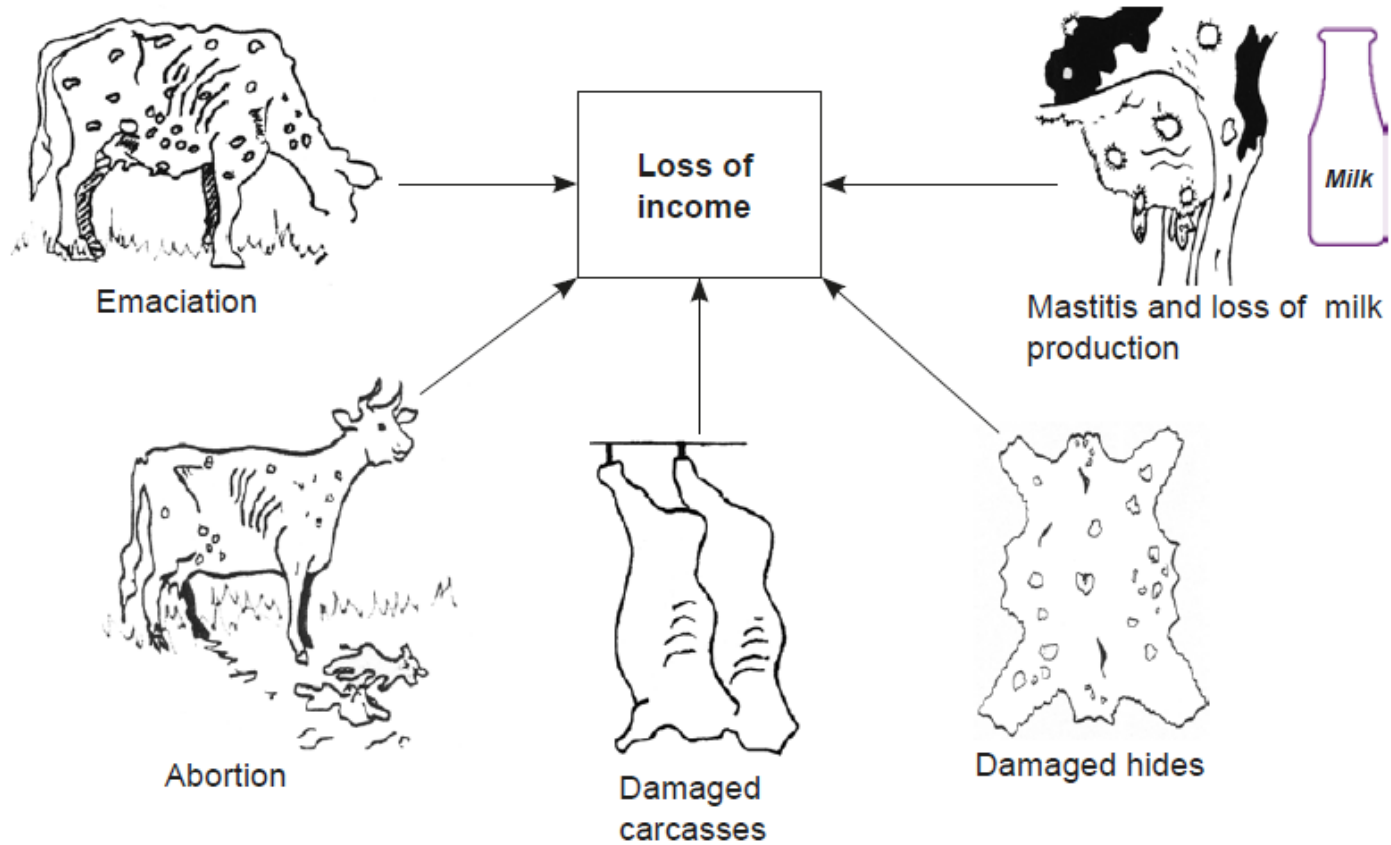 Loss of
income
Milk
Emaciation
Mastitis and loss of milk
production
Abortion
Damaged
carcasses
Damaged hides